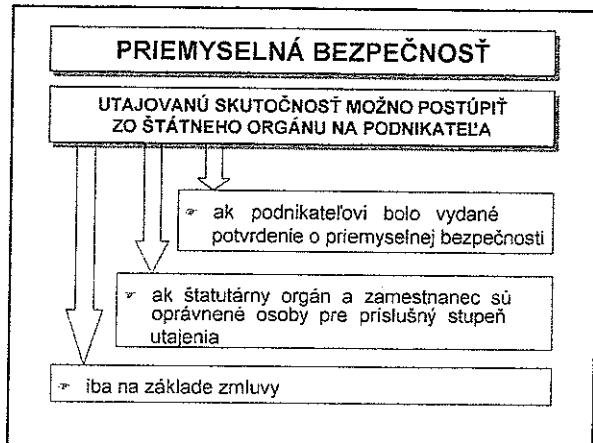 PRIEMYSELNÁ BEZPEČNOSŤ
UTAJOVANÚ SKUTOČNOSŤ MOŽNO POSTÚPIŤ
ZO ŠTÁTNEHO ORGÁNU NA PODNIKATEĽA
☞ ak podnikateľovi bolo vydané
potvrdenie o priemyselnej bezpečnosti
☞ ak štatutárny orgán a zamestnanec sú
oprávnené osoby pre príslušný stupeň
utajenia
☞ iba na základe zmluvy